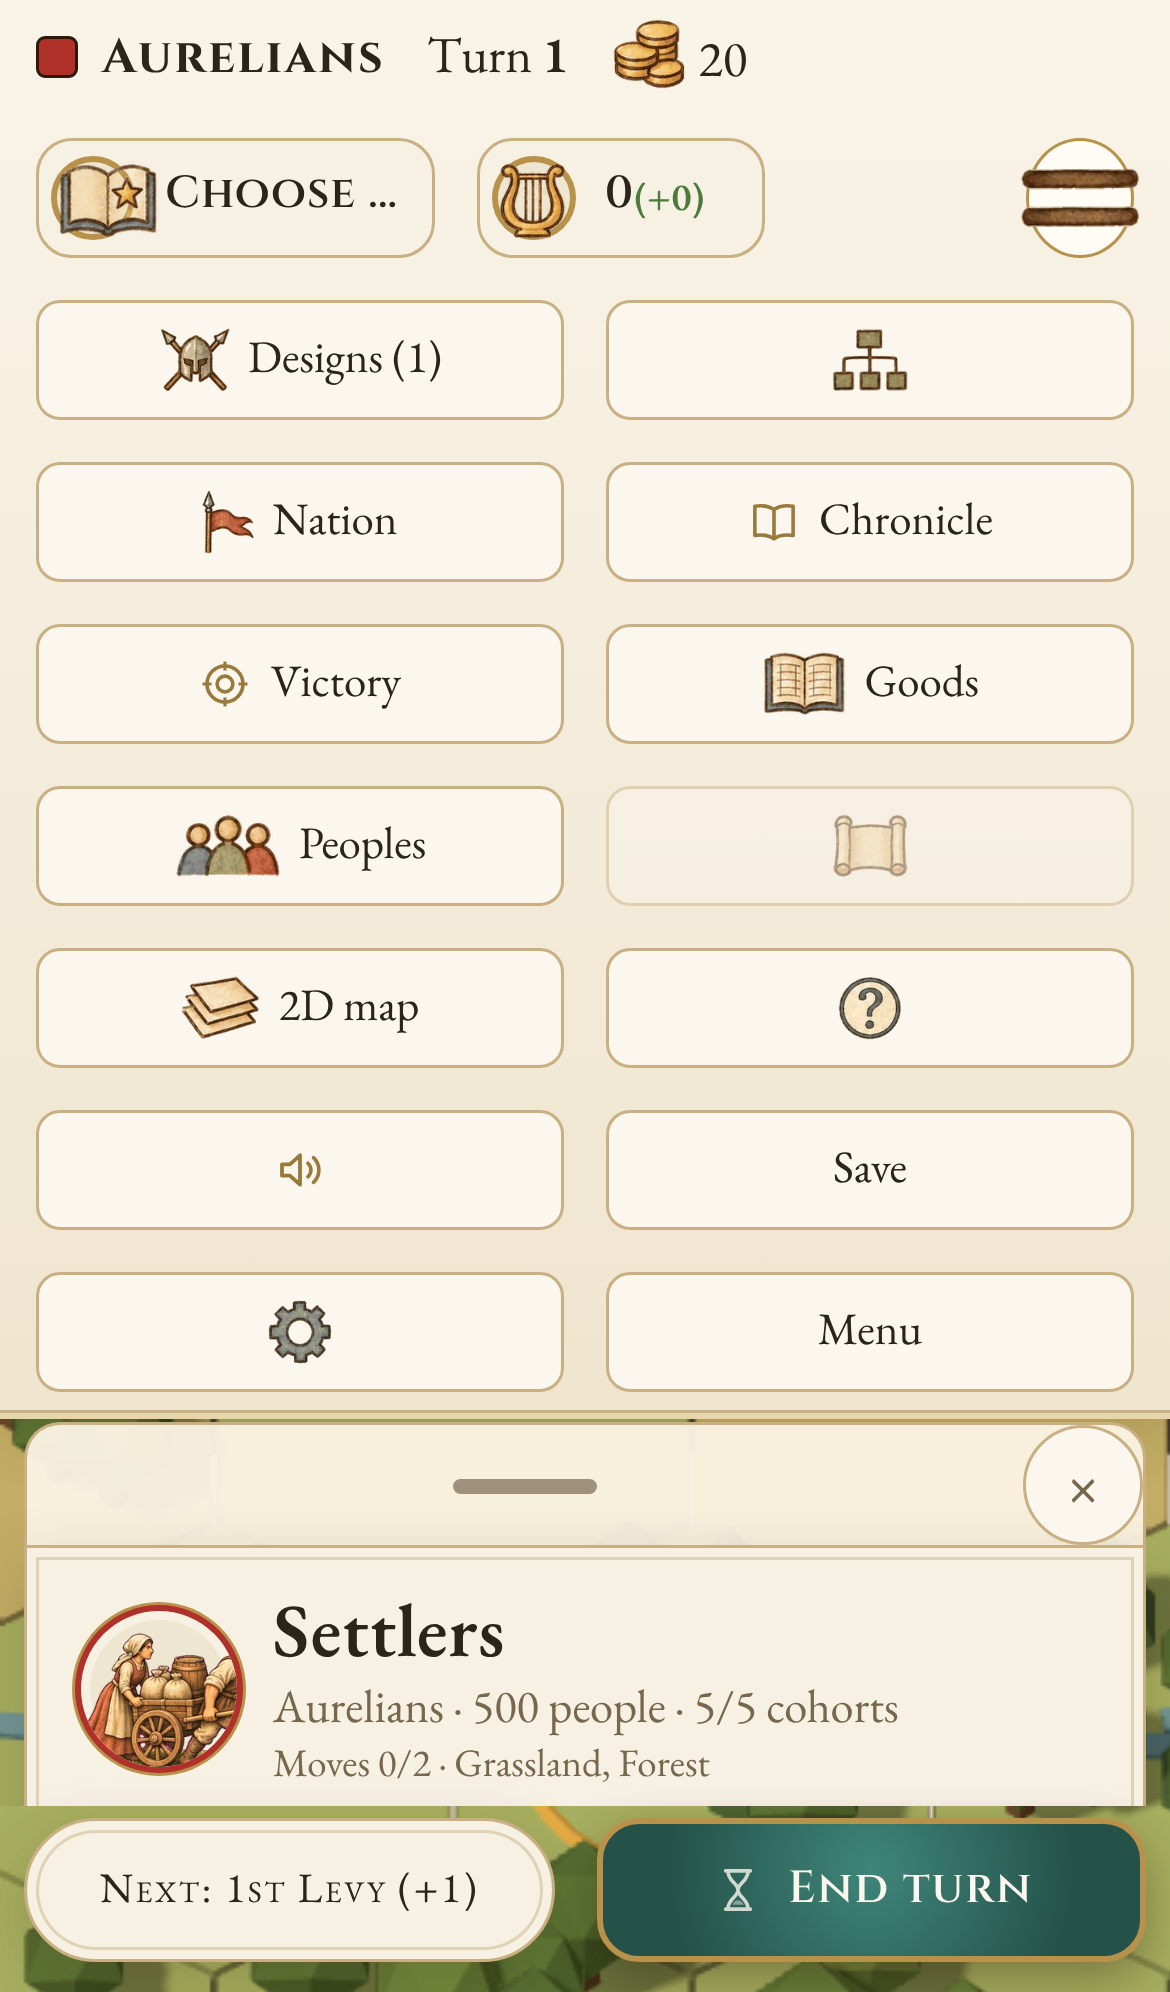 AURELIANS Turn 1 20
CHOOSE ... 0(+0)
Designs (1)
Nation Chronicle
Victory Goods
Peoples
2D map ?
Save
Menu
×
Settlers
Aurelians · 500 people · 5/5 cohorts
Moves 0/2 · Grassland, Forest
NEXT: 1ST LEVY (+1) END TURN